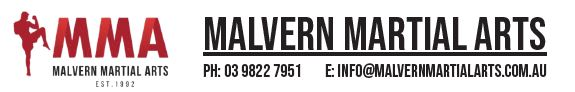 MMA
MALVERN MARTIAL ARTS
EST.1992
MALVERN MARTIAL ARTS
PH: 03 9822 7951 E: INFO@MALVERNMARTIALARTS.COM.AU